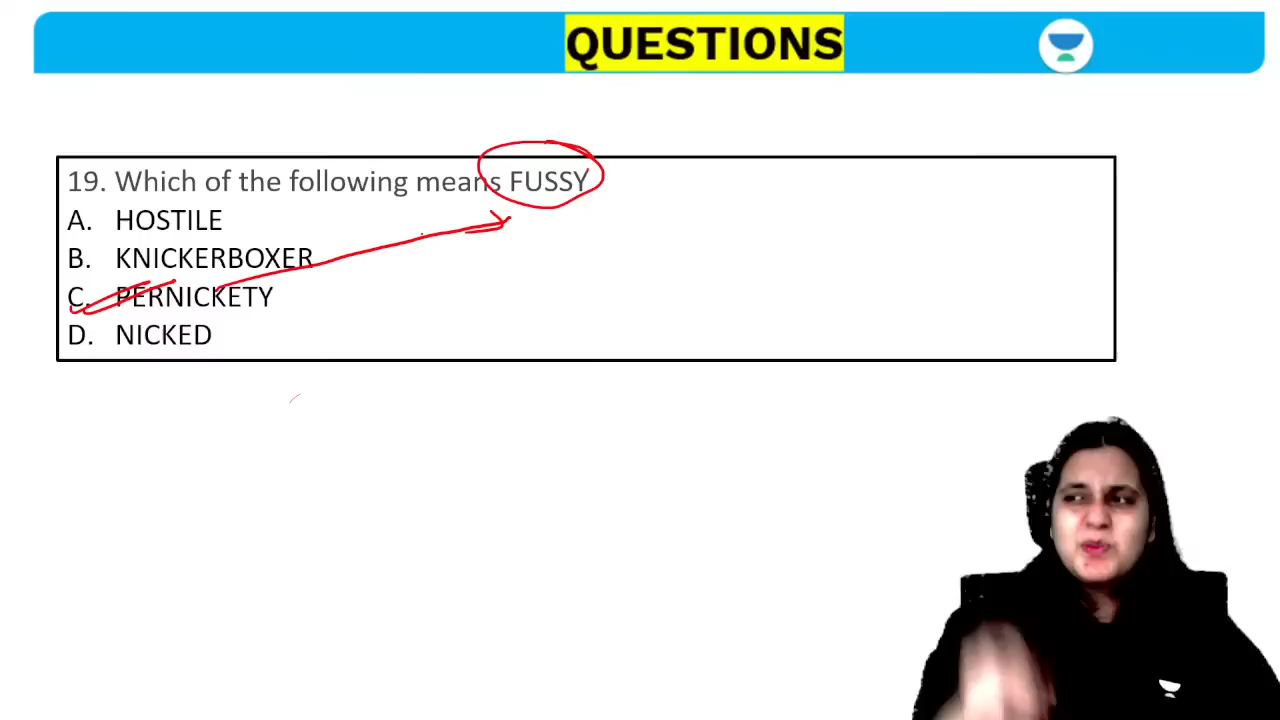 QUESTIONS
19. Which of the following means FUSSY
A. HOSTILE
B. KNICKERBOXER
C. PERNICKETY
D. NICKED